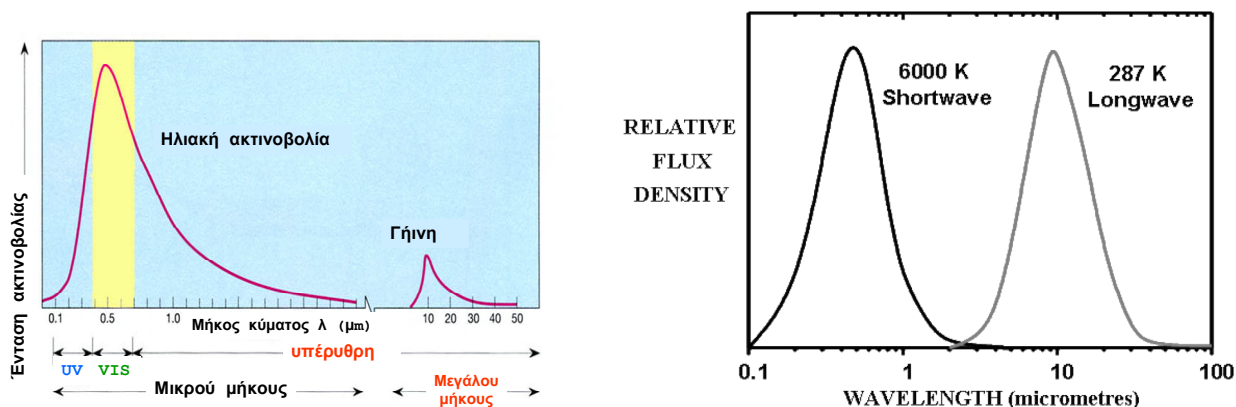 Ένταση ακτινοβολίας
Ηλιακή ακτινοβολία
Γήινη
0.1 0.5 1.0 Μήκος κύματος λ (μm) 10 20 30 40 50
υπέρυθρη
UV VIS
Μικρού μήκους
Μεγάλου
μήκους
6000 K
Shortwave
287 K
Longwave
RELATIVE
FLUX
DENSITY
0.1 1 10 100
WAVELENGTH (micrometres)